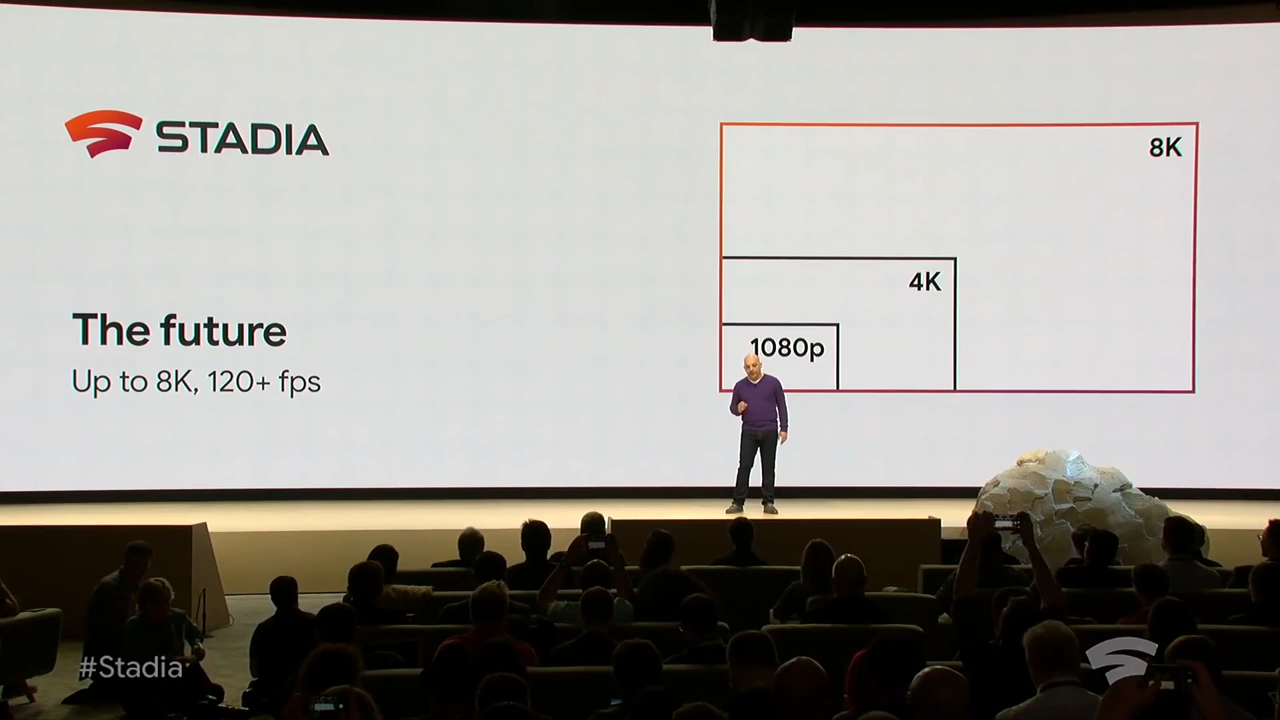 STADIA
8K
4K
1080p
The future
Up to 8K, 120+ fps
#Stadia